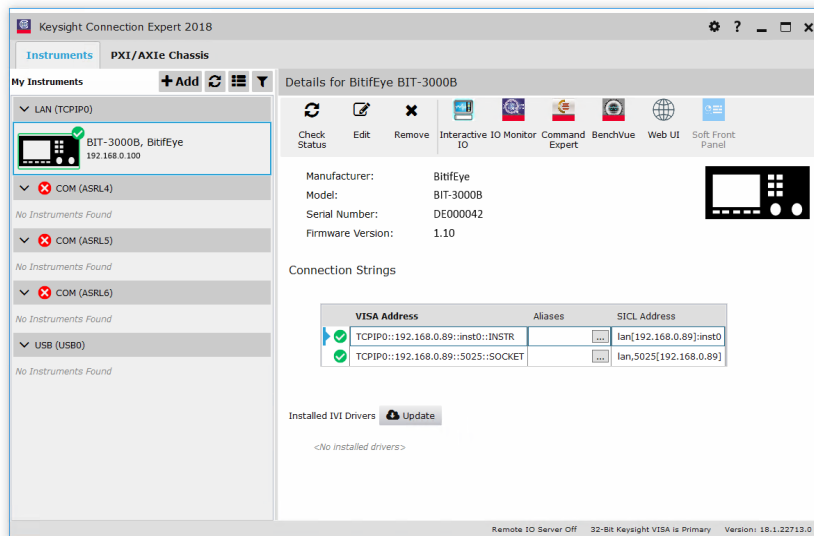 Keysight Connection Expert 2018
Instruments PXI/AXIe Chassis
My Instruments
Add
LAN (TCPIP0)
BIT-3000B, BitifEye
192.168.0.100
COM (ASRL4)
No Instruments Found
COM (ASRL5)
No Instruments Found
COM (ASRL6)
No Instruments Found
USB (USB0)
No Instruments Found
Details for BitifEye BIT-3000B
Check Status
Edit
Remove
Interactive IO
IO Monitor
Command Expert
BenchVue
Web UI
Soft Front Panel
Manufacturer: BitifEye
Model: BIT-3000B
Serial Number: DE000042
Firmware Version: 1.10
Connection Strings
VISA Address Aliases SICL Address
TCPIP0::192.168.0.89::inst0::INSTR ... lan[192.168.0.89]:inst0
TCPIP0::192.168.0.89::5025::SOCKET ... lan,5025[192.168.0.89]
Installed IVI Drivers Update
<No installed drivers>
Remote IO Server Off 32-Bit Keysight VISA is Primary Version: 18.1.22713.0